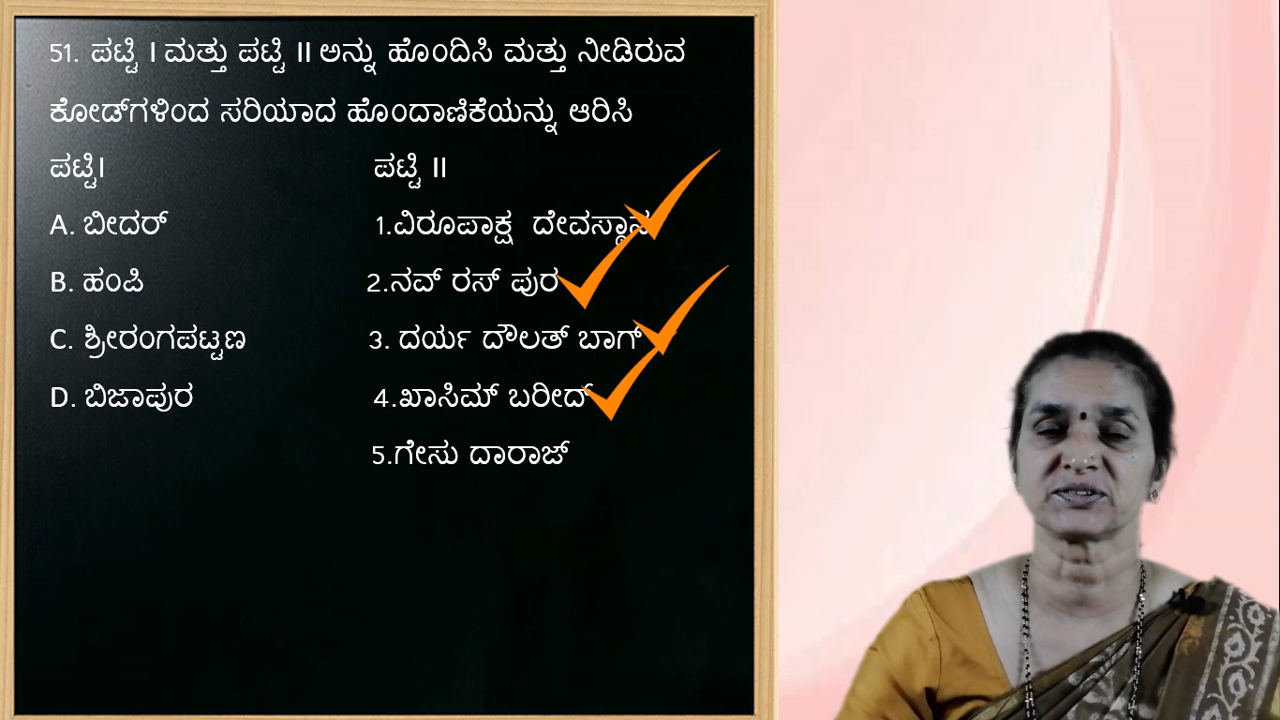 51. ಪಟ್ಟಿ I ಮತ್ತು ಪಟ್ಟಿ II ಅನ್ನು ಹೊಂದಿಸಿ ಮತ್ತು ನೀಡಿರುವ
ಕೋಡ್‌ಗಳಿಂದ ಸರಿಯಾದ ಹೊಂದಾಣಿಕೆಯನ್ನು ಆರಿಸಿ
ಪಟ್ಟಿI ಪಟ್ಟಿ II
A. ಬೀದರ್ 1.ವಿರೂಪಾಕ್ಷ ದೇವಸ್ಥಾನ
B. ಹಂಪಿ 2.ನವ್ ರಸ್ ಪುರ
C. ಶ್ರೀರಂಗಪಟ್ಟಣ 3. ದರ್ಯ ದೌಲತ್ ಬಾಗ್
D. ಬಿಜಾಪುರ 4.ಖಾಸಿಮ್ ಬರೀದ್
5.ಗೇಸು ದಾರಾಜ್